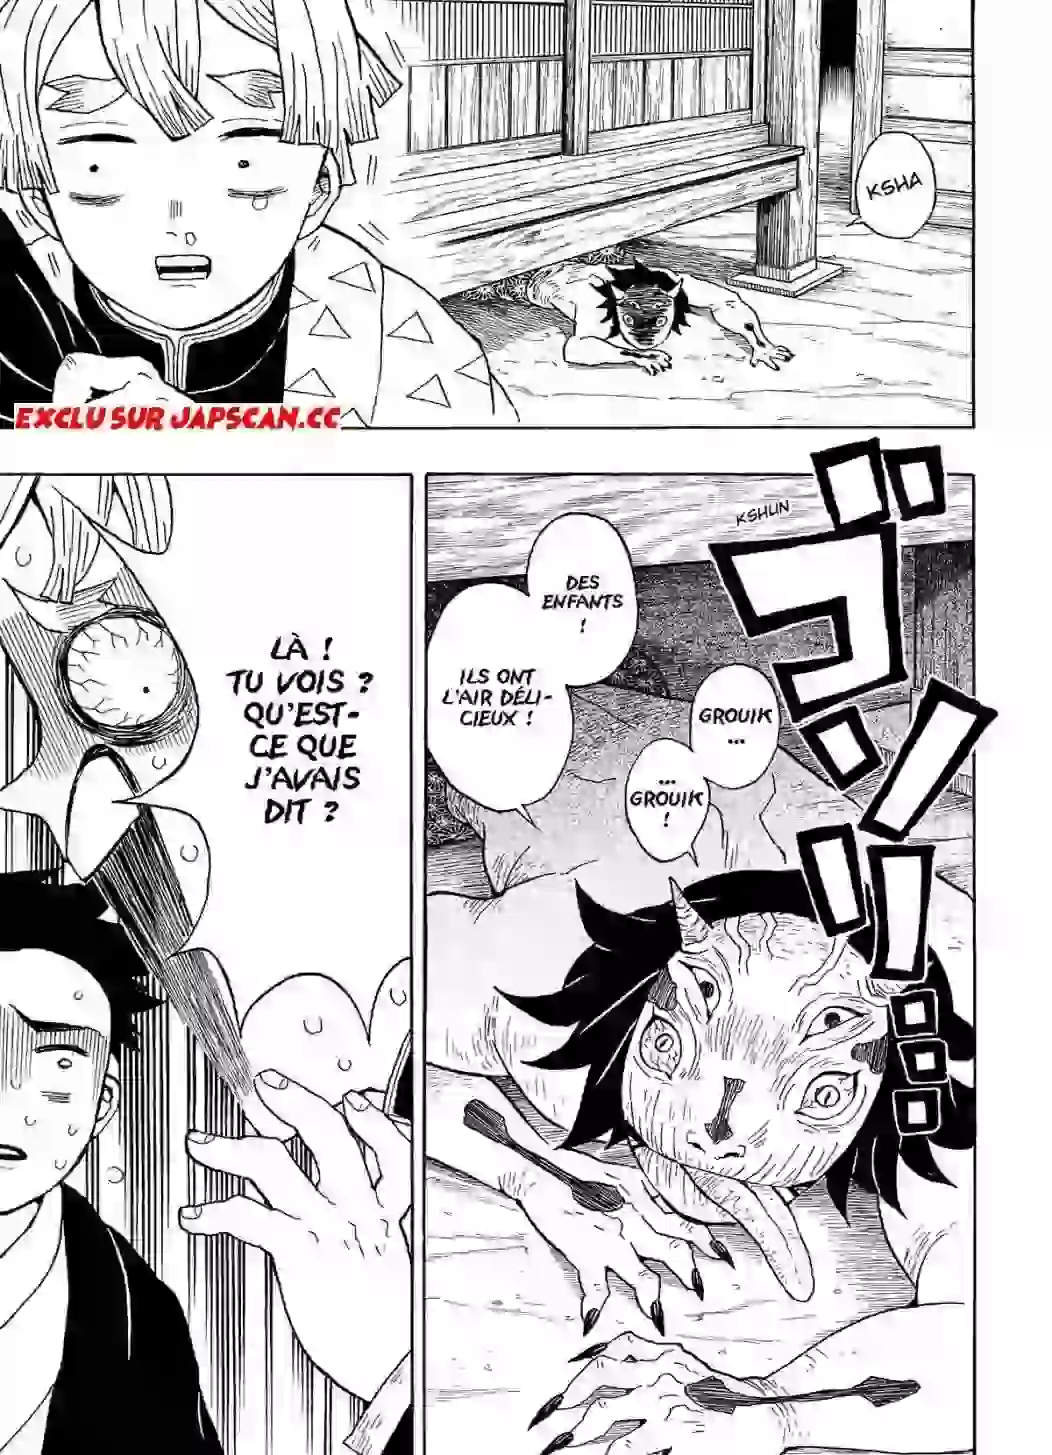 KSHA
EXCLU SUR JAPSCAN.CC
KSHUN
DES
ENFANTS
!
ILS ONT
L'AIR DÉLI-
CIEUX !
GROUIK
...
...
GROUIK
!
LÀ !
TU VOIS ?
QU'EST-
CE QUE
J'AVAIS
DIT ?